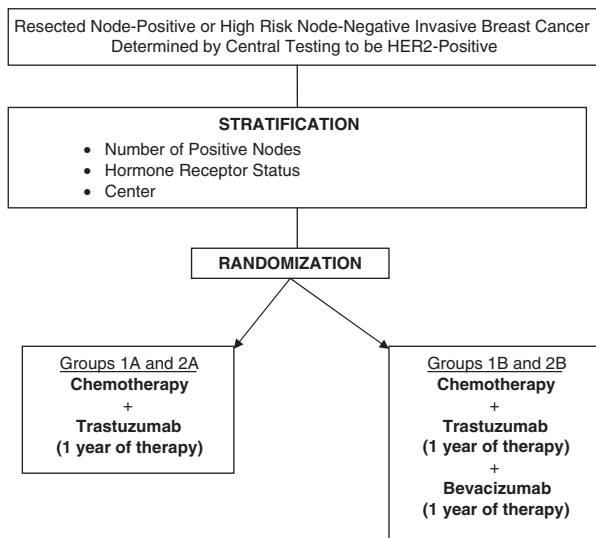 Resected Node-Positive or High Risk Node-Negative Invasive Breast Cancer
Determined by Central Testing to be HER2-Positive
STRATIFICATION
• Number of Positive Nodes
• Hormone Receptor Status
• Center
RANDOMIZATION
Groups 1A and 2A
Chemotherapy
+
Trastuzumab
(1 year of therapy)
Groups 1B and 2B
Chemotherapy
+
Trastuzumab
(1 year of therapy)
+
Bevacizumab
(1 year of therapy)